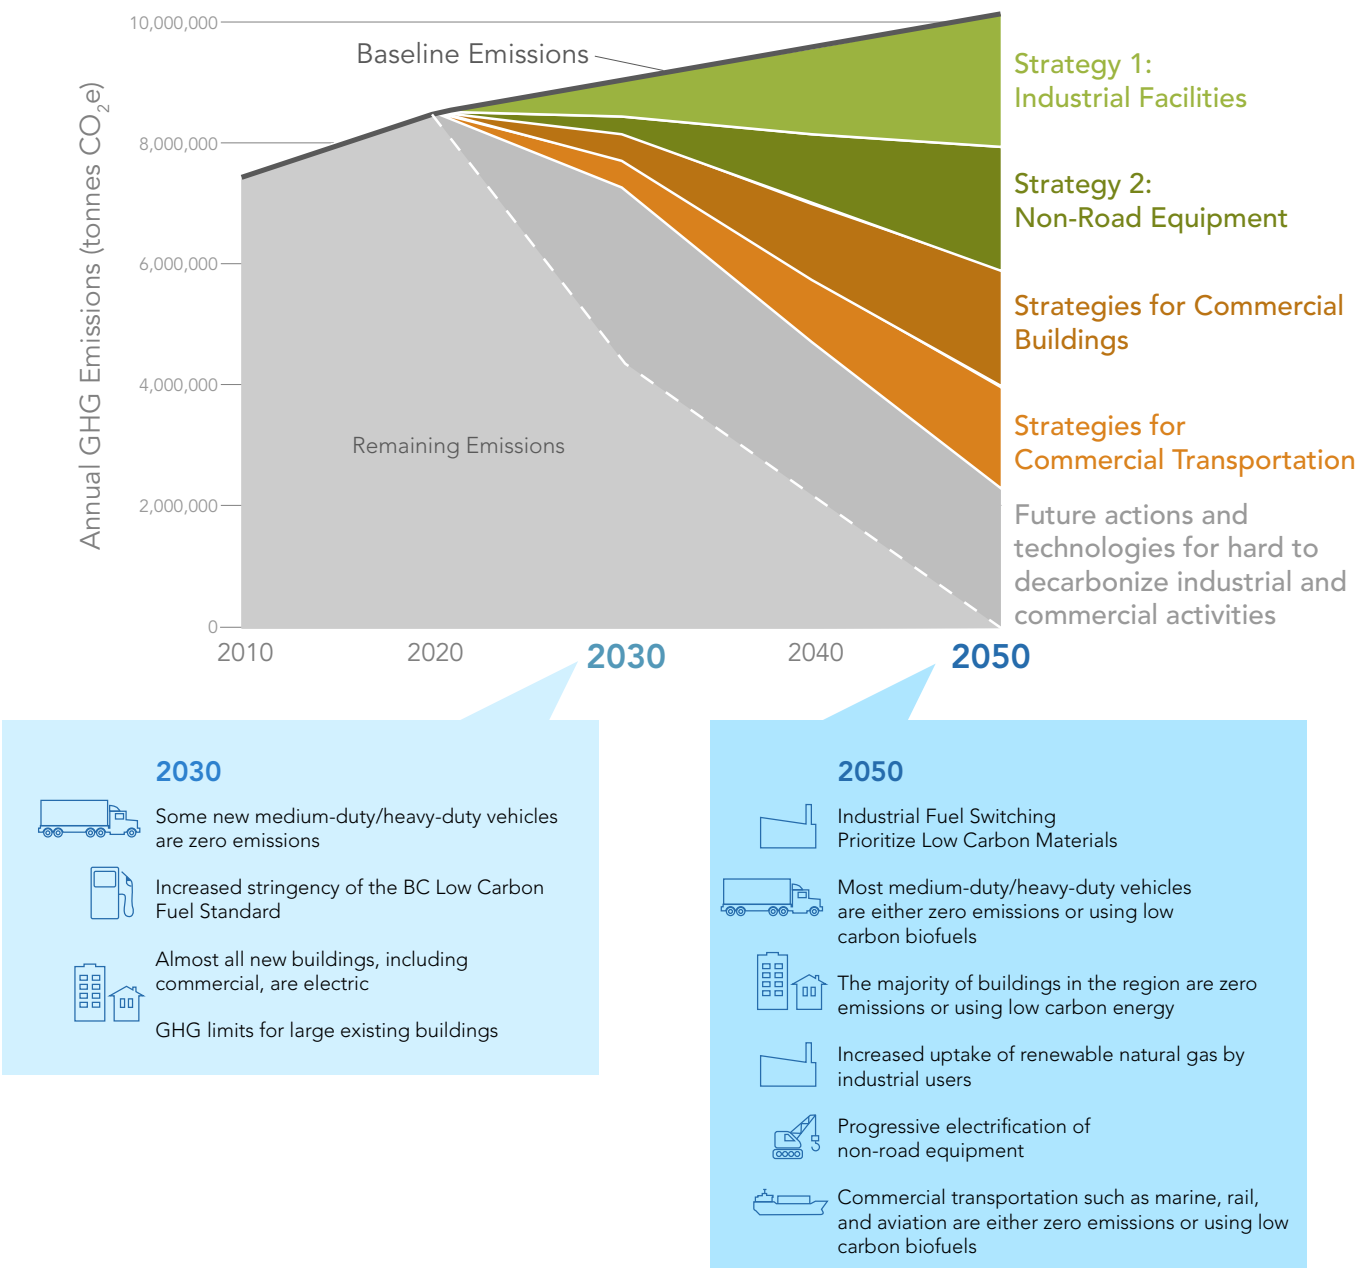 10,000,000
8,000,000
6,000,000
4,000,000
2,000,000
0
Annual GHG Emissions (tonnes CO₂e)
Baseline Emissions
Remaining Emissions
Strategy 1:
Industrial Facilities
Strategy 2:
Non-Road Equipment
Strategies for Commercial
Buildings
Strategies for
Commercial Transportation
Future actions and
technologies for hard to
decarbonize industrial and
commercial activities
2010
2020
2030
2040
2050
2030
Some new medium-duty/heavy-duty vehicles
are zero emissions
Increased stringency of the BC Low Carbon
Fuel Standard
Almost all new buildings, including
commercial, are electric
GHG limits for large existing buildings
2050
Industrial Fuel Switching
Prioritize Low Carbon Materials
Most medium-duty/heavy-duty vehicles
are either zero emissions or using low
carbon biofuels
The majority of buildings in the region are zero
emissions or using low carbon energy
Increased uptake of renewable natural gas by
industrial users
Progressive electrification of
non-road equipment
Commercial transportation such as marine, rail,
and aviation are either zero emissions or using low
carbon biofuels